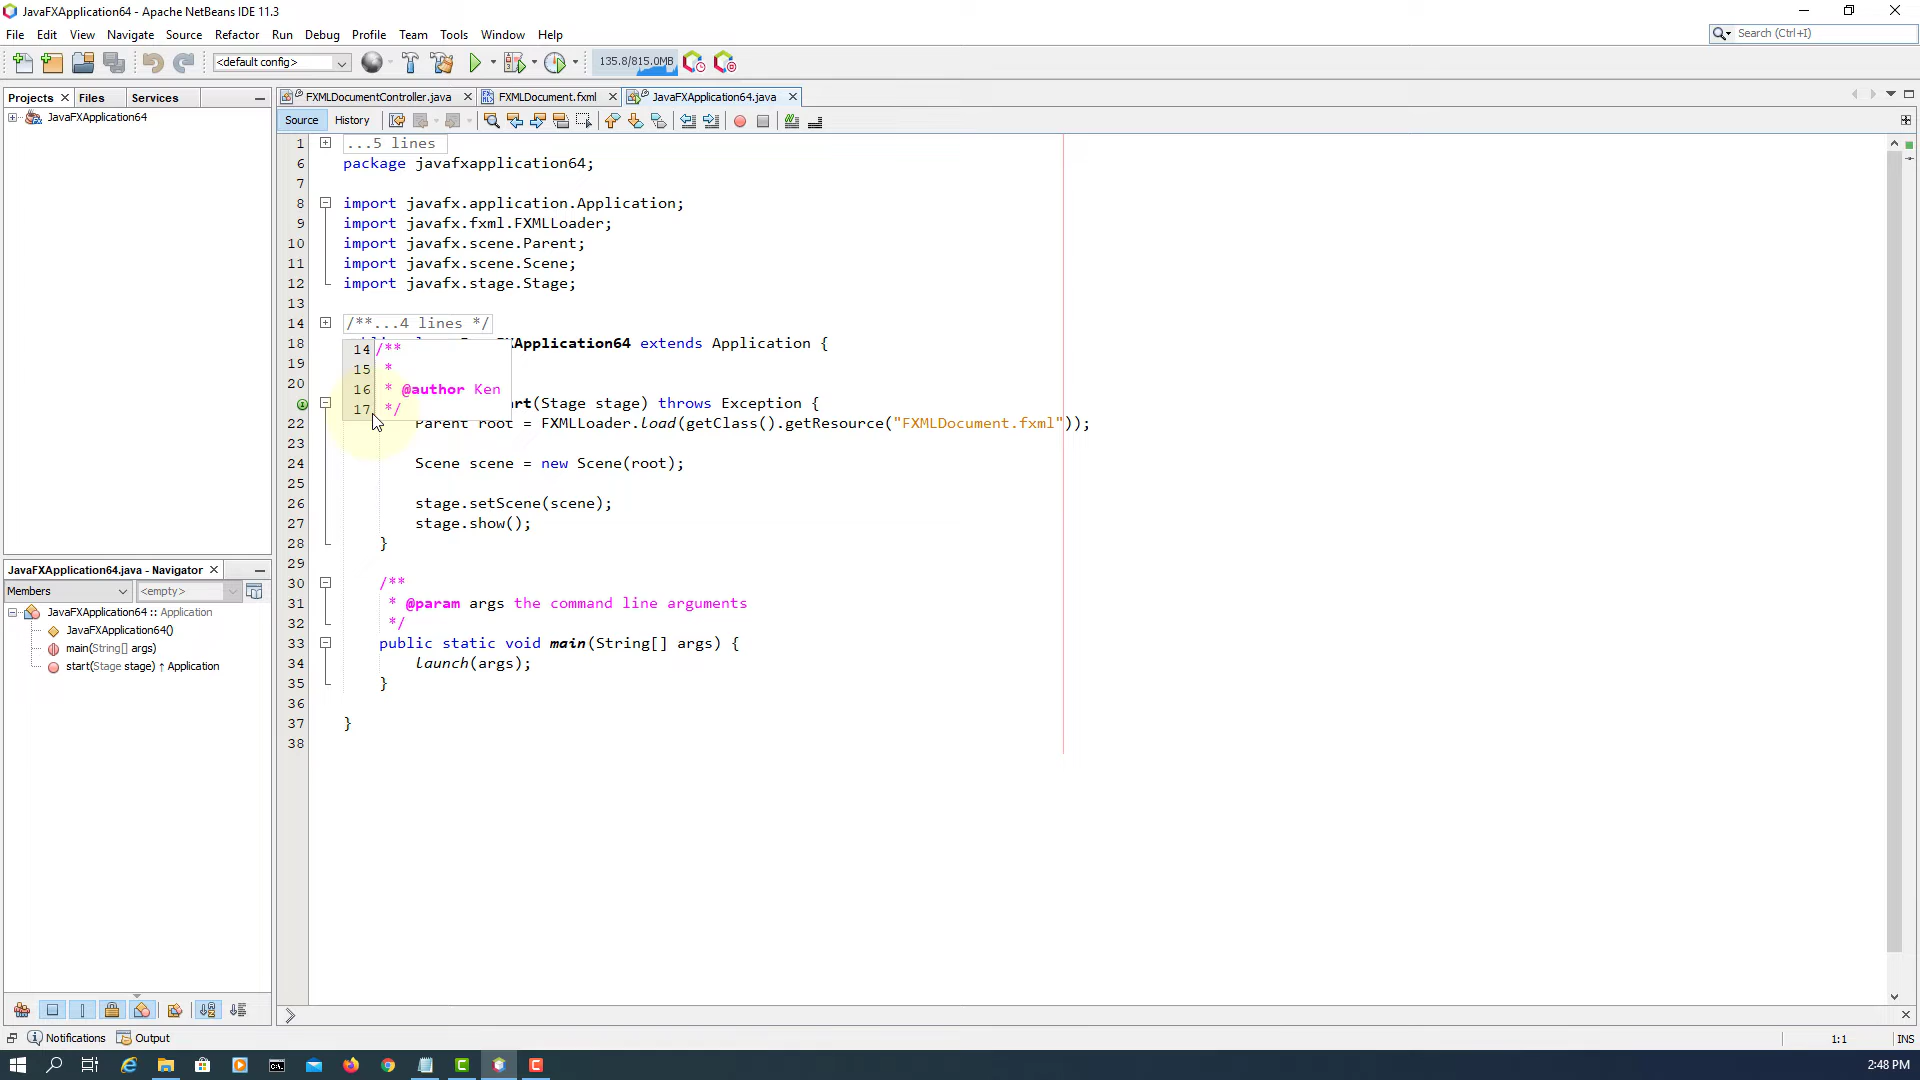 JavaFXApplication64 - Apache NetBeans IDE 11.3
File Edit View Navigate Source Refactor Run Debug Profile Team Tools Window Help
Search (Ctrl+I)
<default config>
135.8/815.0MB
Projects Files Services
JavaFXApplication64
FXMLDocumentController.java FXMLDocument.fxml JavaFXApplication64.java
Source History
1 ...5 lines
6 package javafxapplication64;
7
8 import javafx.application.Application;
9 import javafx.fxml.FXMLLoader;
10 import javafx.scene.Parent;
11 import javafx.scene.Scene;
12 import javafx.stage.Stage;
13
14 /**...4 lines */
18 XApplication64 extends Application {
14 /**
19
15 *
20
16 * @author Ken
rt(Stage stage) throws Exception {
17 */
22 Parent root = FXMLLoader.load(getClass().getResource("FXMLDocument.fxml"));
23
24 Scene scene = new Scene(root);
25
26 stage.setScene(scene);
27 stage.show();
28 }
29
30 /**
31 * @param args the command line arguments
32 */
33 public static void main(String[] args) {
34 launch(args);
35 }
36
37 }
38
JavaFXApplication64.java - Navigator
Members <empty>
JavaFXApplication64 :: Application
JavaFXApplication64()
main(String[] args)
start(Stage stage) ↑ Application
Notifications Output
1:1 INS
2:48 PM